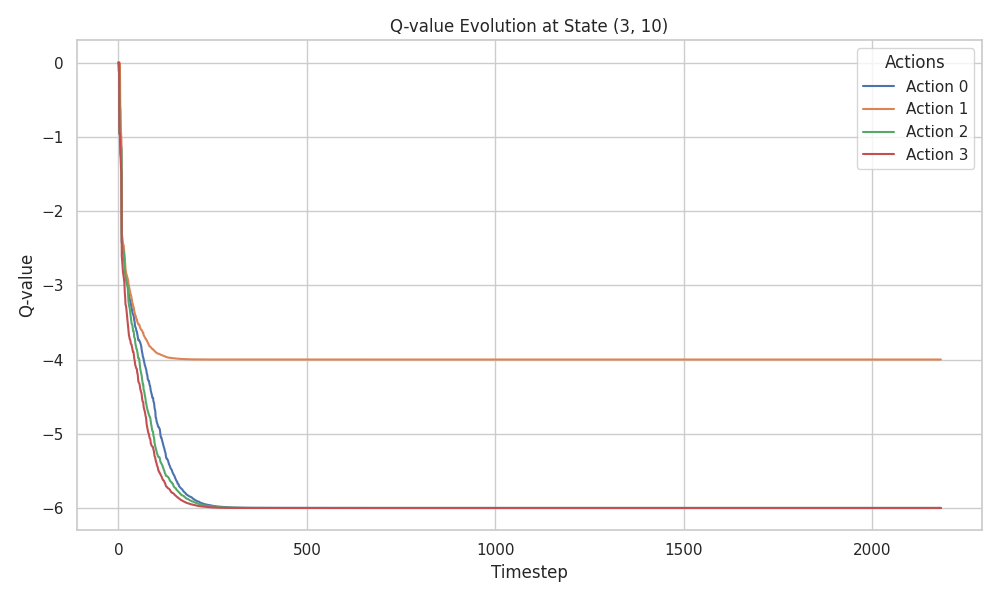 Q-value Evolution at State (3, 10)
Actions
Action 0
Action 1
Action 2
Action 3
Q-value
0
−1
−2
−3
−4
−5
−6
0
500
1000
1500
2000
Timestep